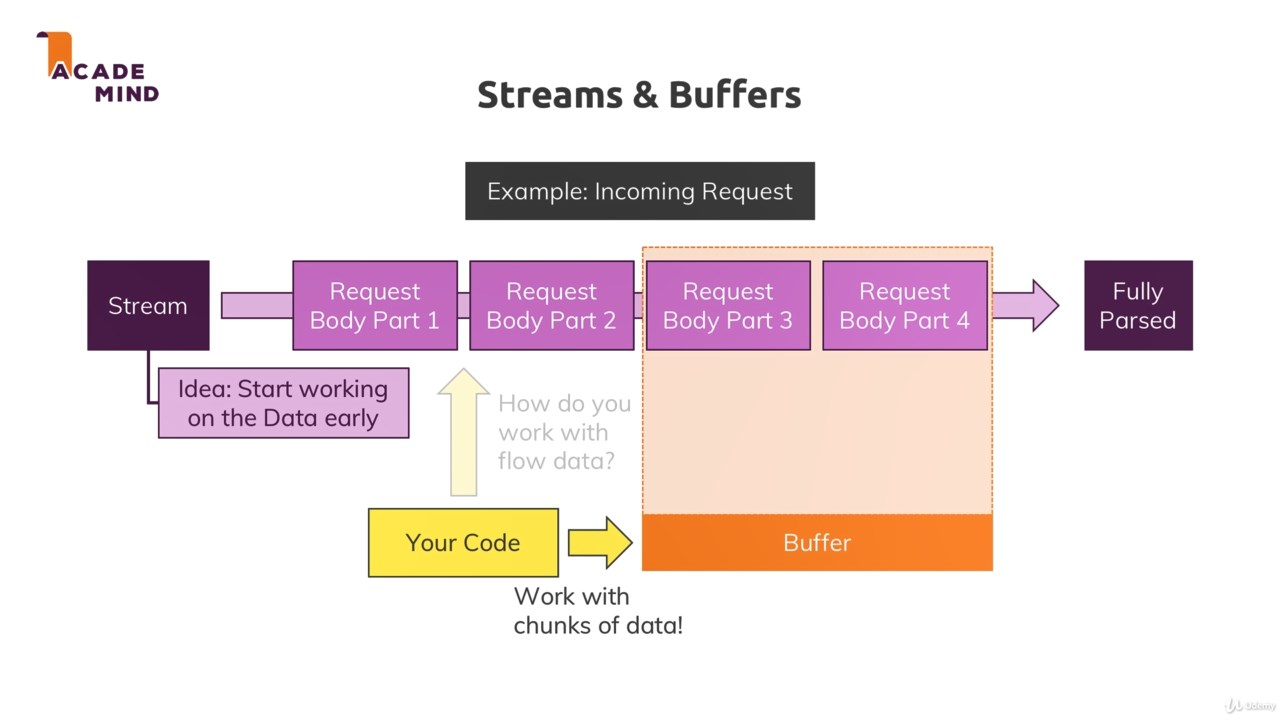 ACADE
MIND
Streams & Buffers
Example: Incoming Request
Stream
Request
Body Part 1
Request
Body Part 2
Request
Body Part 3
Request
Body Part 4
Fully
Parsed
Idea: Start working
on the Data early
How do you
work with
flow data?
Your Code
Buffer
Work with
chunks of data!
Udemy